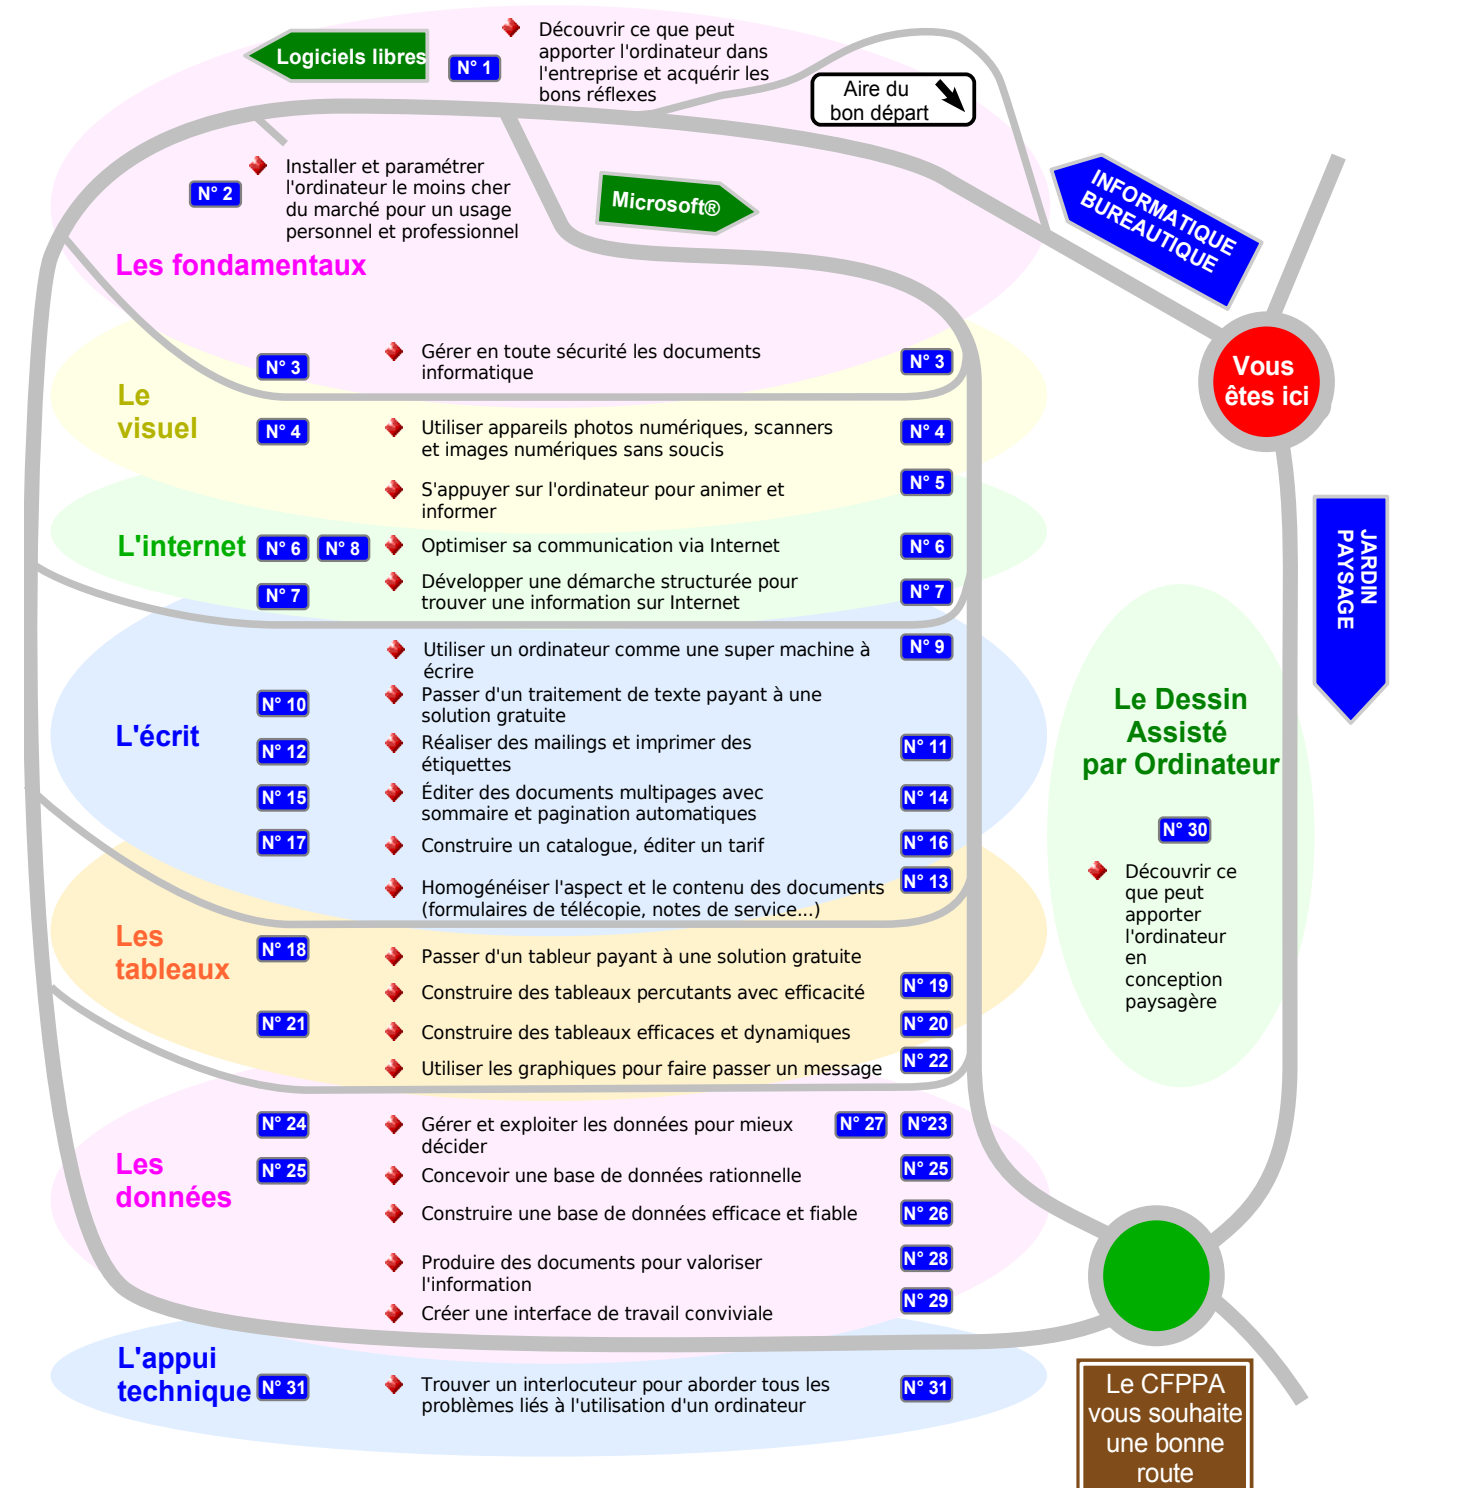 Logiciels libres
N° 1
Découvrir ce que peut
apporter l'ordinateur dans
l'entreprise et acquérir les
bons réflexes
Aire du
bon départ
N° 2
Installer et paramétrer
l'ordinateur le moins cher
du marché pour un usage
personnel et professionnel
Microsoft®
INFORMATIQUE
BUREAUTIQUE
Les fondamentaux
Vous
êtes ici
N° 3
Gérer en toute sécurité les documents
informatique
N° 3
Le
visuel
N° 4
Utiliser appareils photos numériques, scanners
et images numériques sans soucis
N° 4
S'appuyer sur l'ordinateur pour animer et
informer
N° 5
L'internet
N° 6
N° 8
Optimiser sa communication via Internet
N° 6
N° 7
Développer une démarche structurée pour
trouver une information sur Internet
N° 7
JARDIN
PAYSAGE
Utiliser un ordinateur comme une super machine à
écrire
N° 9
L'écrit
N° 10
Passer d'un traitement de texte payant à une
solution gratuite
N° 12
Réaliser des mailings et imprimer des
étiquettes
N° 11
N° 15
Éditer des documents multipages avec
sommaire et pagination automatiques
N° 14
N° 17
Construire un catalogue, éditer un tarif
N° 16
Homogénéiser l'aspect et le contenu des documents
(formulaires de télécopie, notes de service...)
N° 13
Le Dessin
Assisté
par Ordinateur
N° 30
Découvrir ce
que peut
apporter
l'ordinateur
en
conception
paysagère
Les
tableaux
N° 18
Passer d'un tableur payant à une solution gratuite
Construire des tableaux percutants avec efficacité
N° 19
N° 21
Construire des tableaux efficaces et dynamiques
N° 20
Utiliser les graphiques pour faire passer un message
N° 22
Les
données
N° 24
Gérer et exploiter les données pour mieux
décider
N° 27
N°23
N° 25
Concevoir une base de données rationnelle
N° 25
Construire une base de données efficace et fiable
N° 26
Produire des documents pour valoriser
l'information
N° 28
Créer une interface de travail conviviale
N° 29
L'appui
technique
N° 31
Trouver un interlocuteur pour aborder tous les
problèmes liés à l'utilisation d'un ordinateur
N° 31
Le CFPPA
vous souhaite
une bonne
route